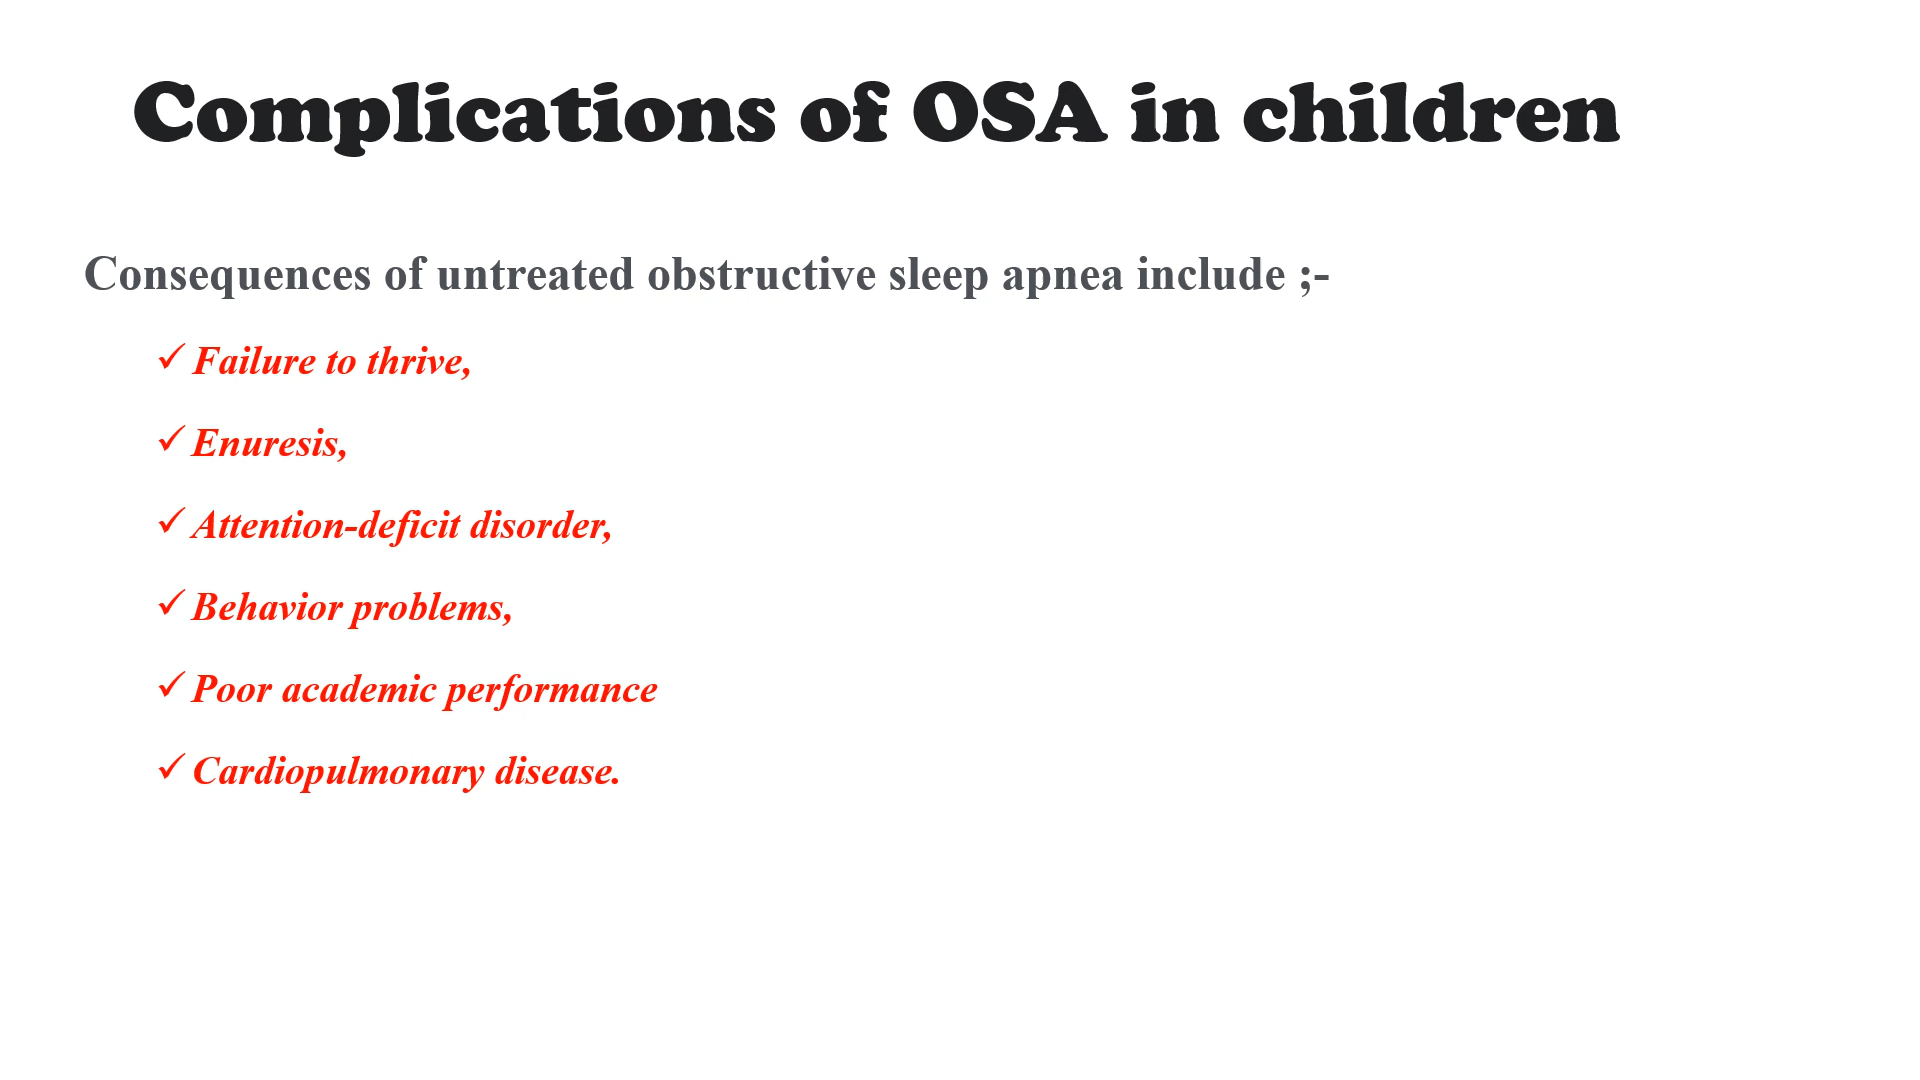 Complications of OSA in children
Consequences of untreated obstructive sleep apnea include ;-
✓ Failure to thrive,
✓ Enuresis,
✓ Attention-deficit disorder,
✓ Behavior problems,
✓ Poor academic performance
✓ Cardiopulmonary disease.